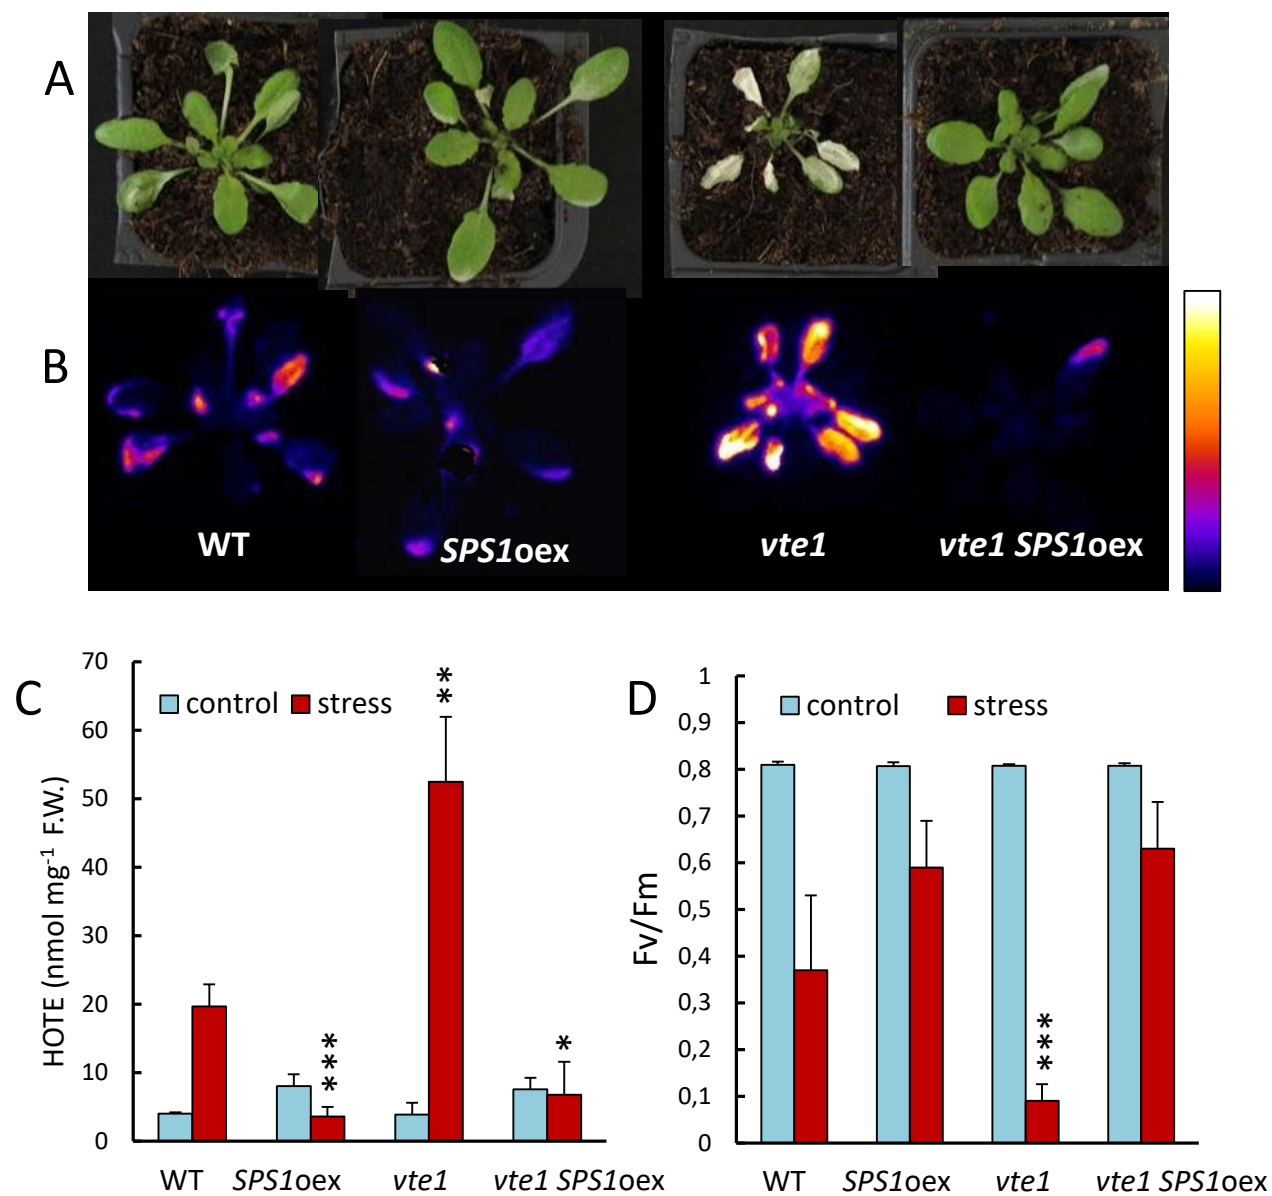 A
B
WT
SPS1oex
vte1
vte1 SPS1oex
C
70
60
50
40
30
20
10
0
HOTE (nmol mg⁻¹ F.W.)
control
stress
***
**
*
WT
SPS1oex
vte1
vte1 SPS1oex
D
1
0,9
0,8
0,7
0,6
0,5
0,4
0,3
0,2
0,1
0
Fv/Fm
control
stress
***
WT
SPS1oex
vte1
vte1 SPS1oex